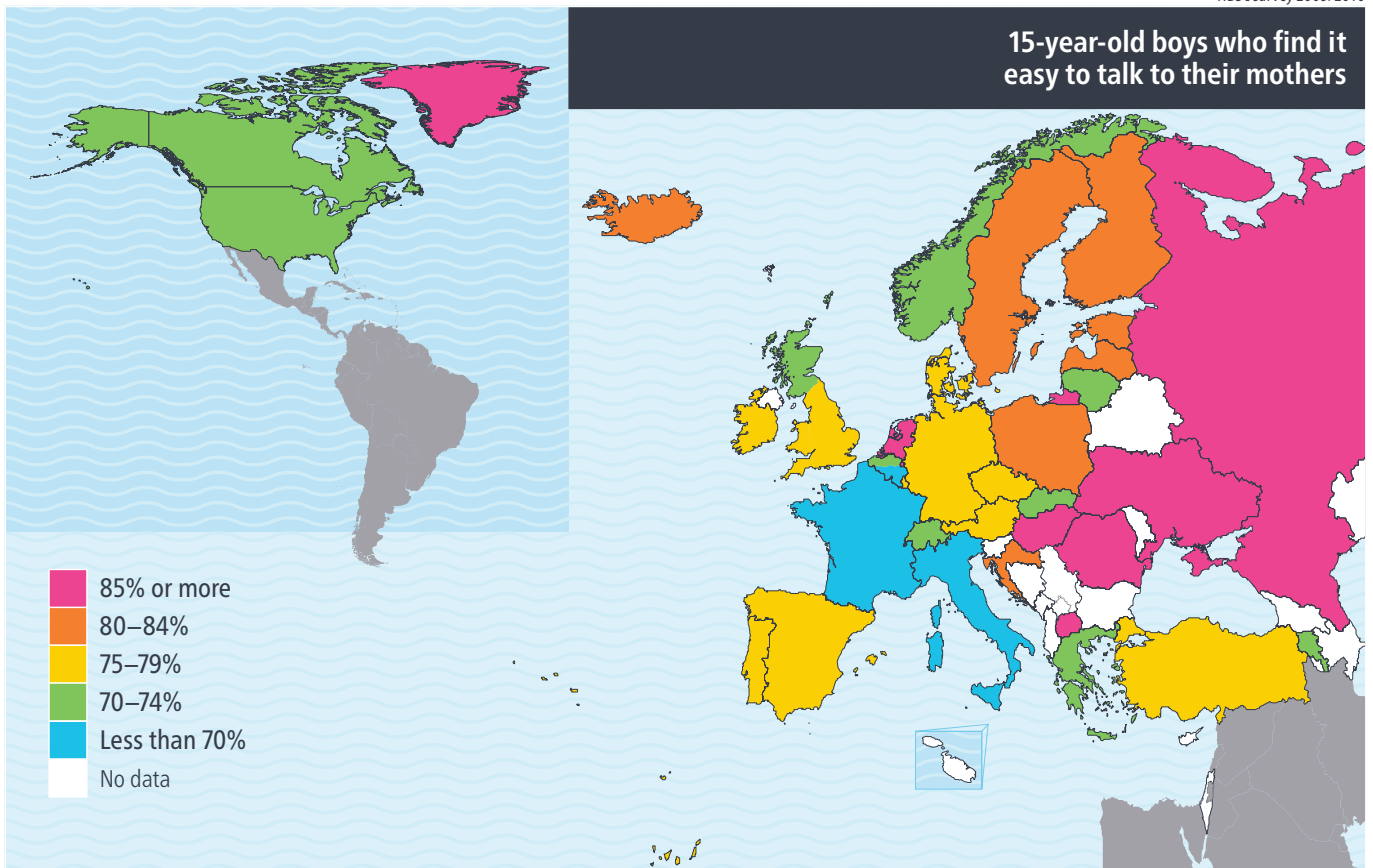 15-year-old boys who find it
easy to talk to their mothers
85% or more
80–84%
75–79%
70–74%
Less than 70%
No data